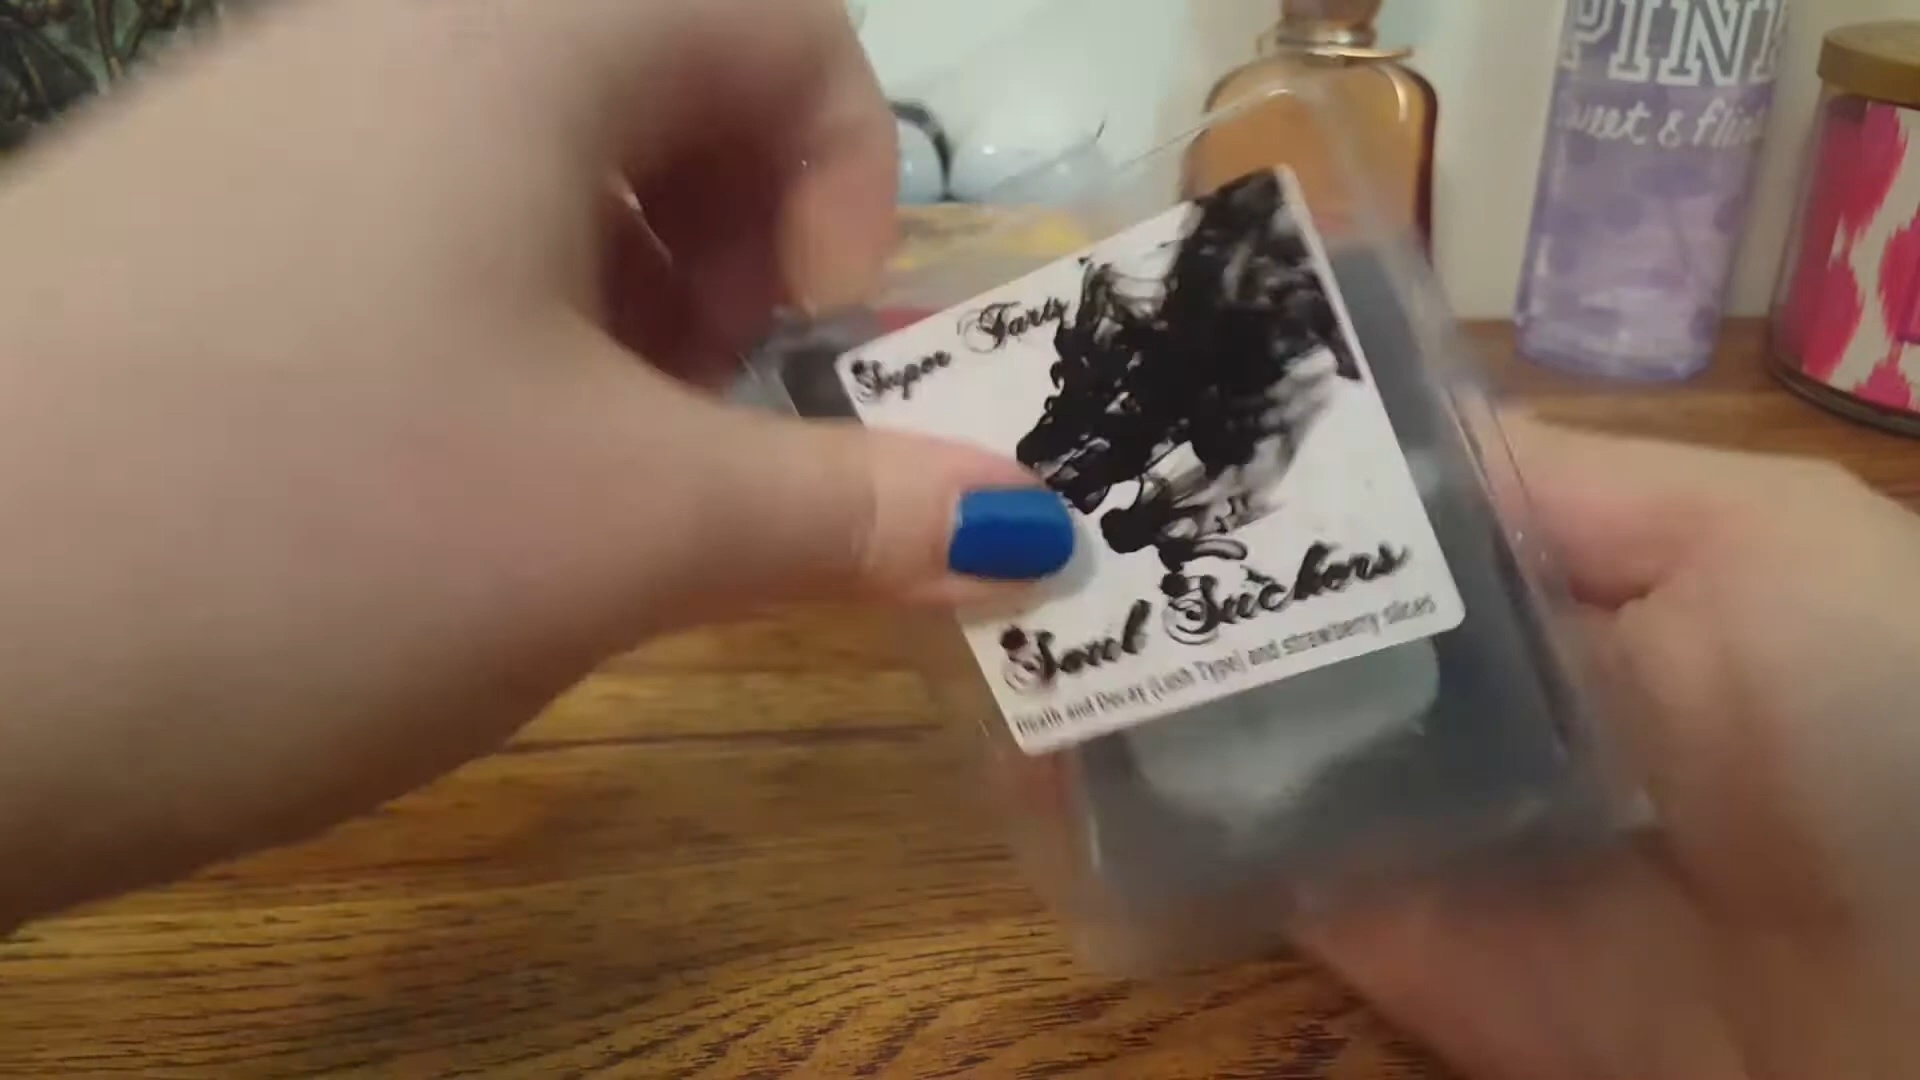 PINK
Sweet & flirty
Super Tarts
Soul Suckers
Death and Decay (Lush Type) and strawberry slices